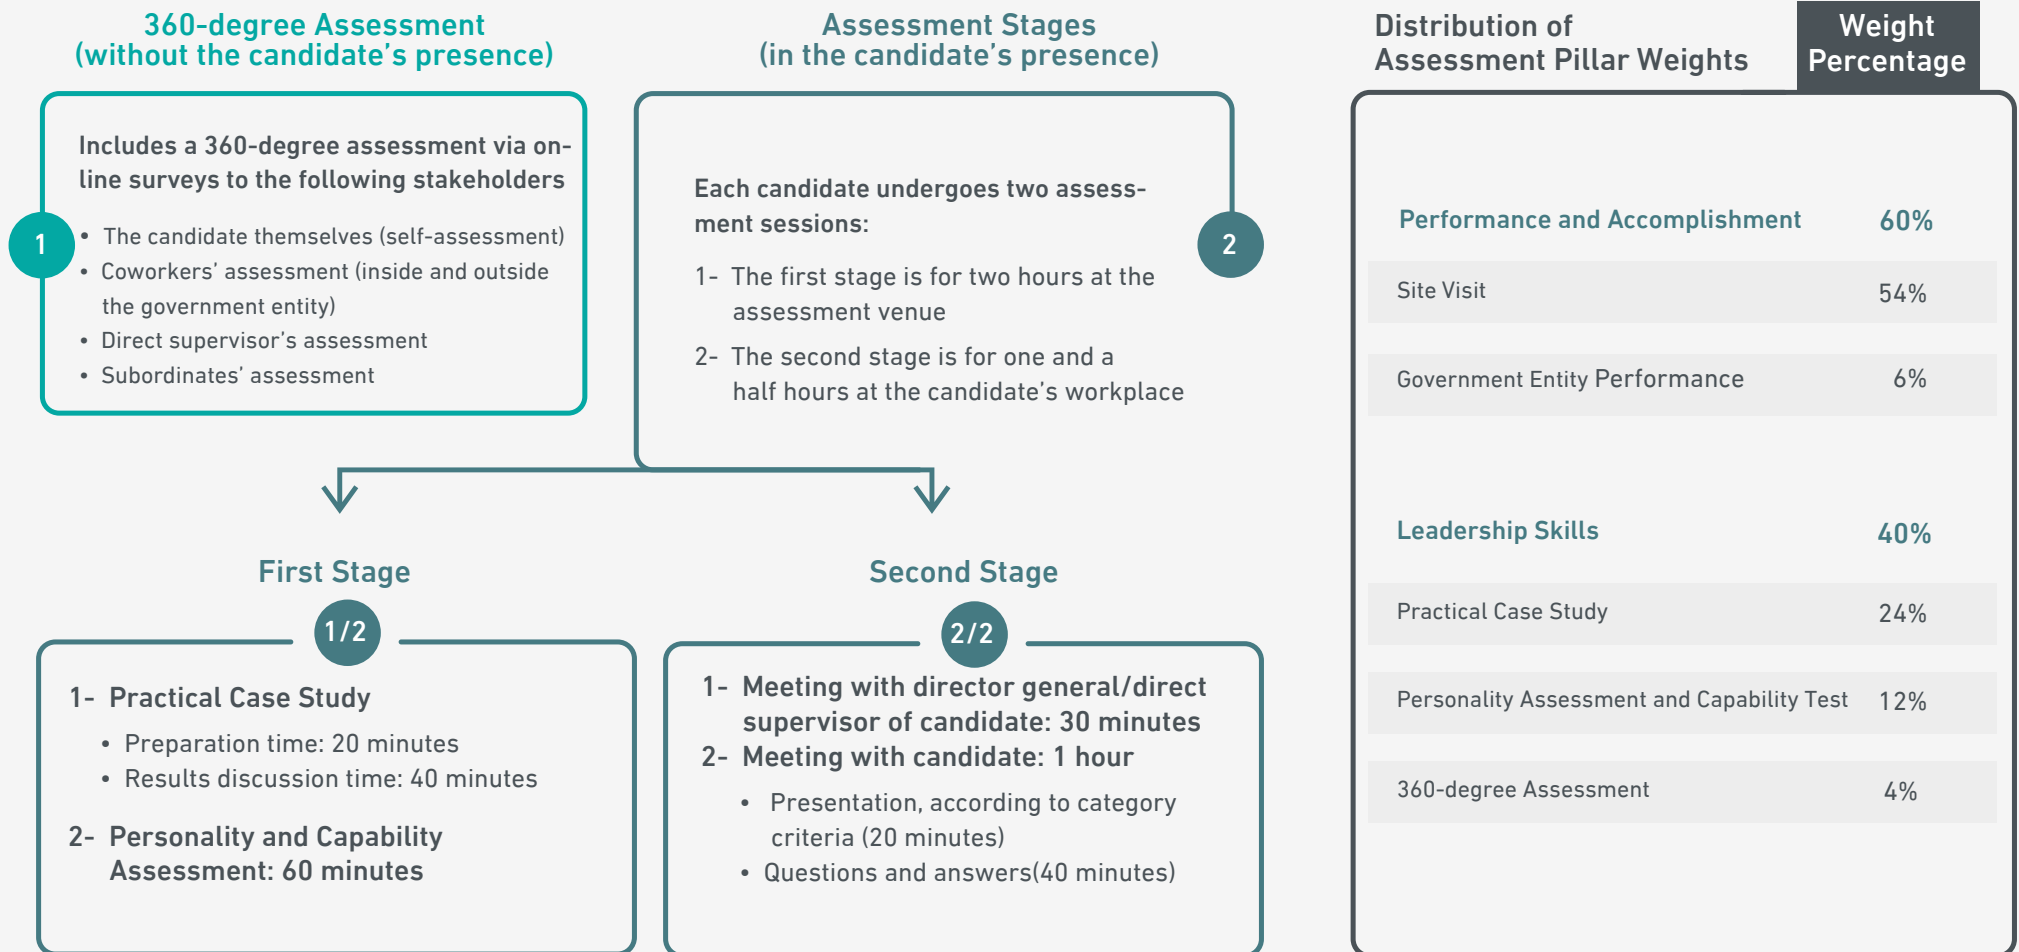 360-degree Assessment
(without the candidate's presence)
Includes a 360-degree assessment via on-
line surveys to the following stakeholders
1
• The candidate themselves (self-assessment)
• Coworkers' assessment (inside and outside
the government entity)
• Direct supervisor's assessment
• Subordinates' assessment
Assessment Stages
(in the candidate's presence)
Each candidate undergoes two assess-
ment sessions:
2
1- The first stage is for two hours at the
assessment venue
2- The second stage is for one and a
half hours at the candidate's workplace
First Stage
1/2
1- Practical Case Study
• Preparation time: 20 minutes
• Results discussion time: 40 minutes
2- Personality and Capability
Assessment: 60 minutes
Second Stage
2/2
1- Meeting with director general/direct
supervisor of candidate: 30 minutes
2- Meeting with candidate: 1 hour
• Presentation, according to category
criteria (20 minutes)
• Questions and answers(40 minutes)
Distribution of
Assessment Pillar Weights
Weight
Percentage
Performance and Accomplishment 60%
Site Visit 54%
Government Entity Performance 6%
Leadership Skills 40%
Practical Case Study 24%
Personality Assessment and Capability Test 12%
360-degree Assessment 4%